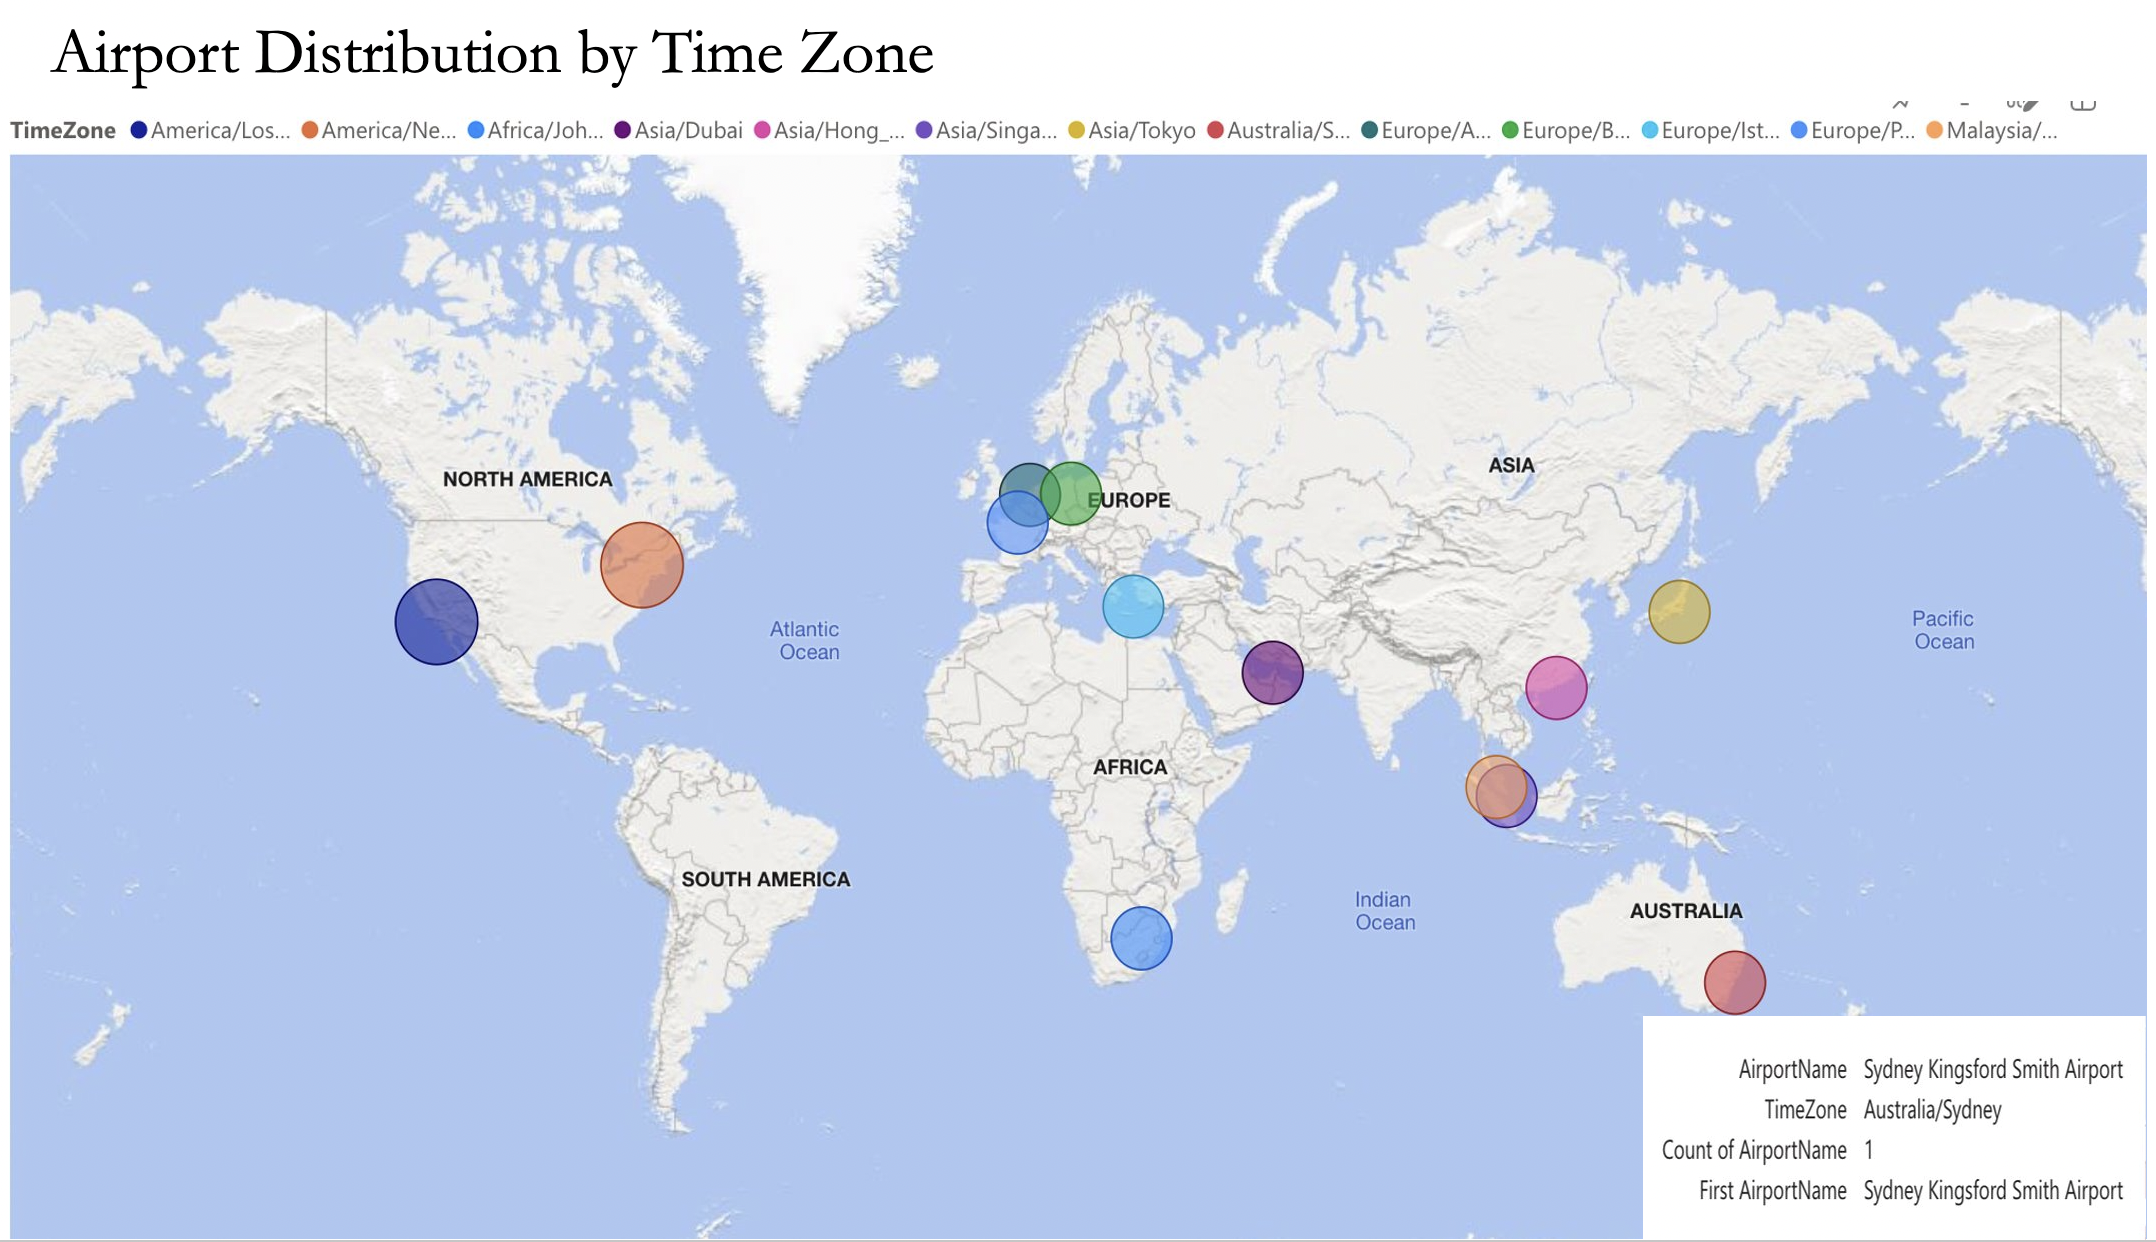 Airport Distribution by Time Zone
TimeZone America/Los... America/Ne... Africa/Joh... Asia/Dubai Asia/Hong_... Asia/Singa... Asia/Tokyo Australia/S... Europe/A... Europe/B... Europe/Ist... Europe/P... Malaysia/...
ASIA
NORTH AMERICA
EUROPE
Atlantic
Ocean
Pacific
Ocean
AFRICA
SOUTH AMERICA
Indian
Ocean
AUSTRALIA
AirportName Sydney Kingsford Smith Airport
TimeZone Australia/Sydney
Count of AirportName 1
First AirportName Sydney Kingsford Smith Airport